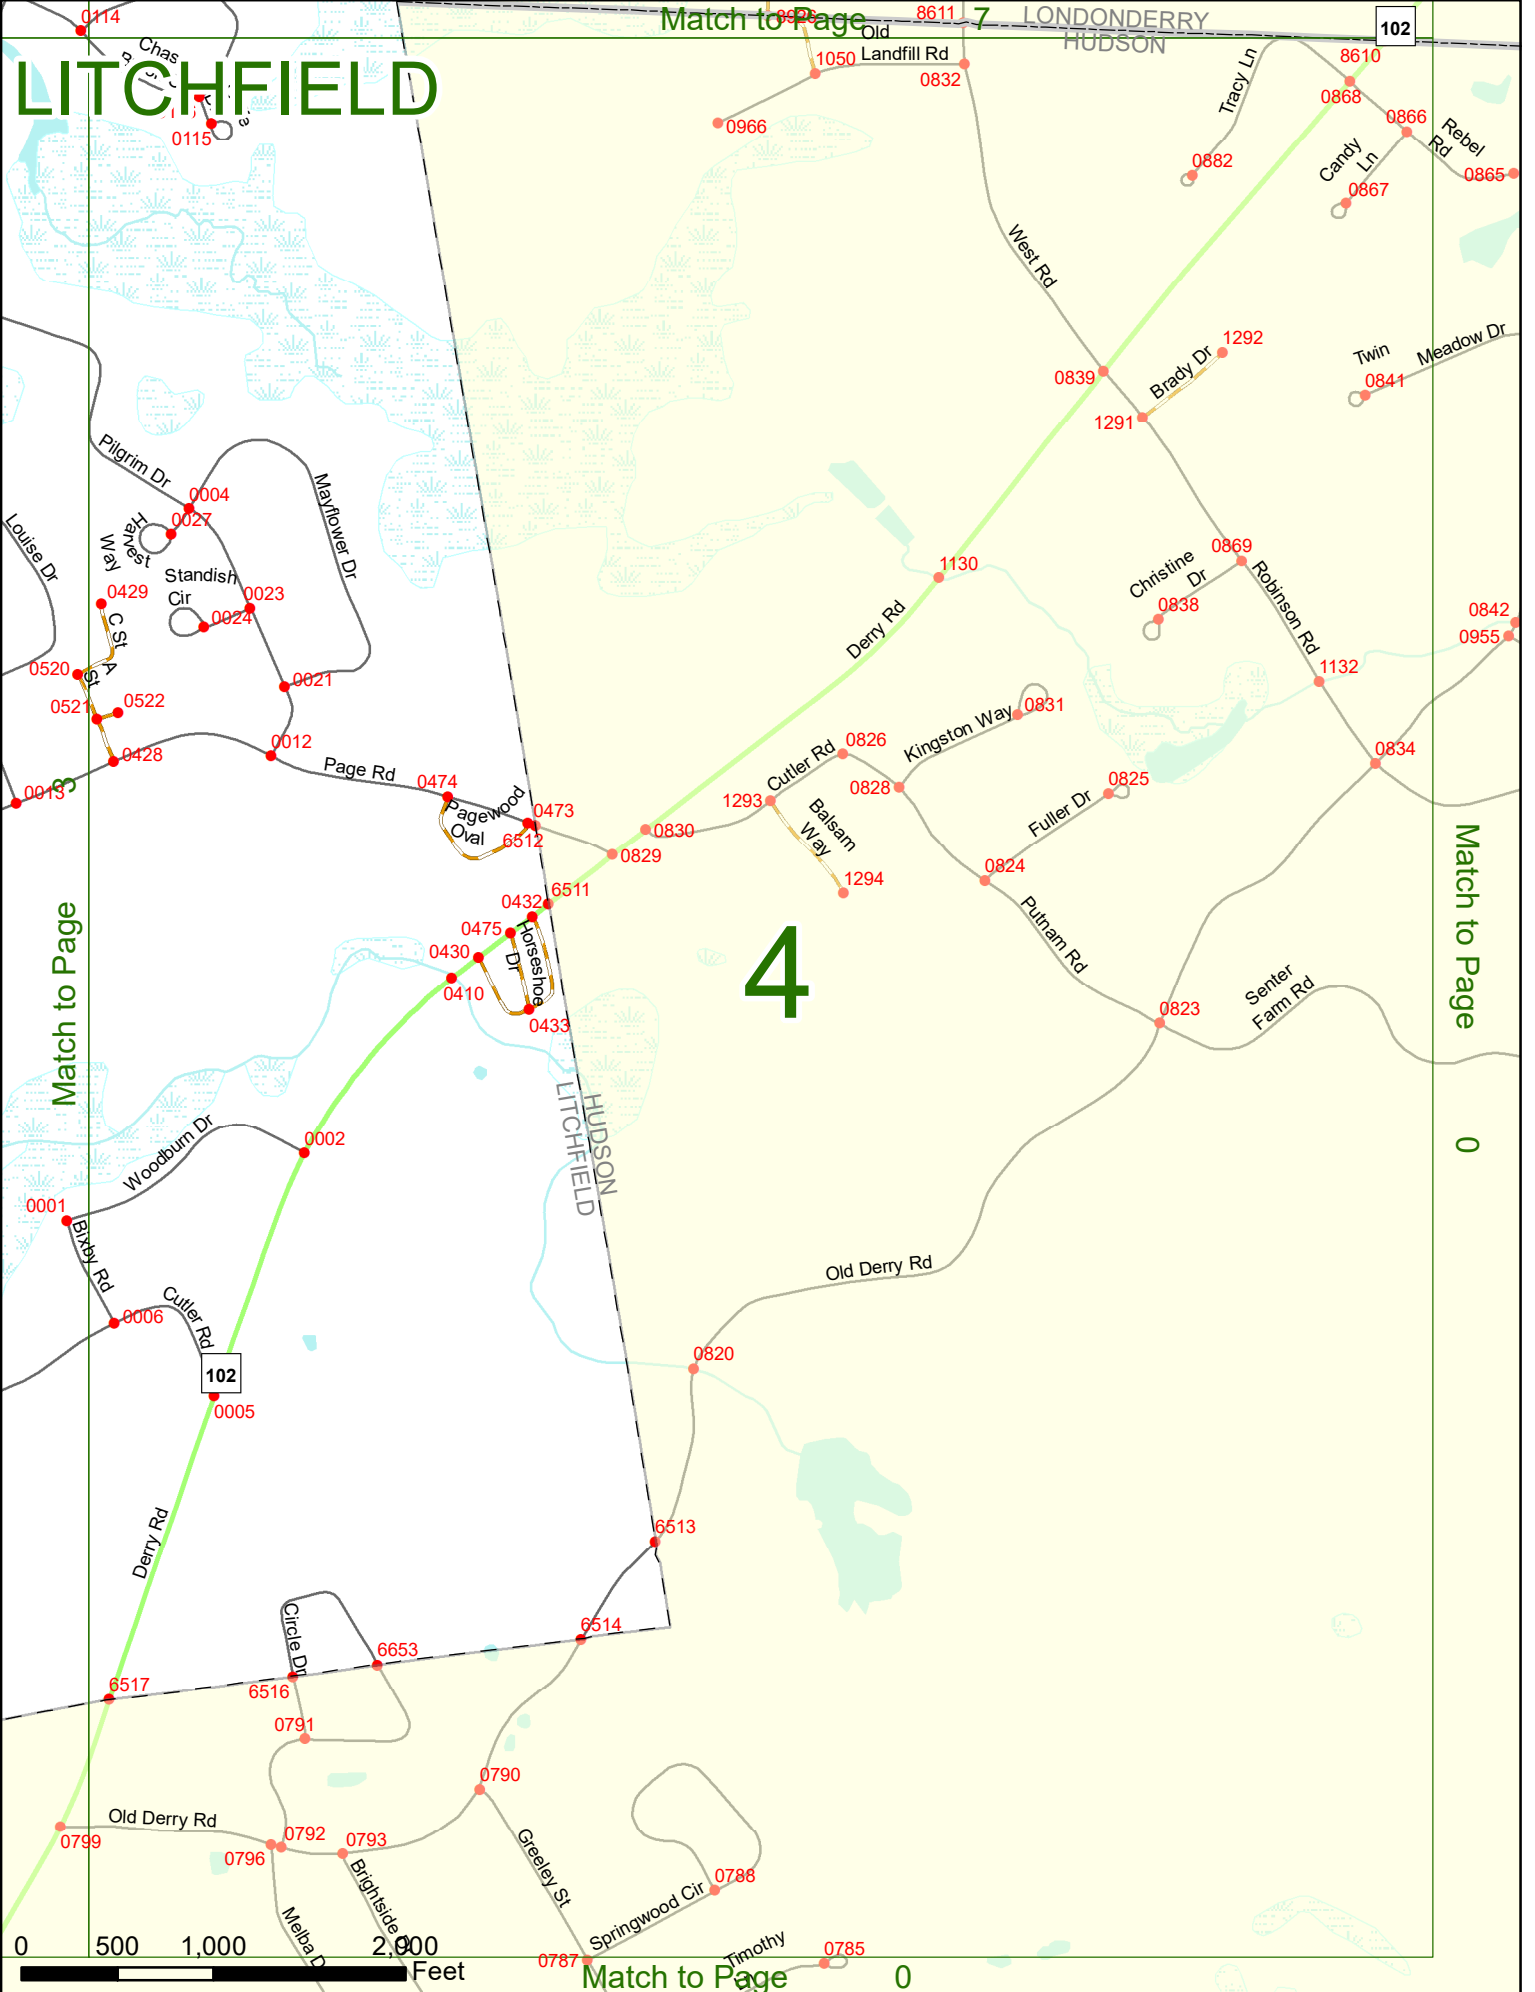 0114
Match to Page 7
8926
8611
LONDONDERRY
HUDSON
102
Chas
Old
Landfill Rd
1050
0832
8610
0868
LITCHFIELD
Tracy Ln
0866
Rebel
Rd
0115
0966
Candy
Ln
0882
0865
0867
West Rd
1292
Twin
Meadow Dr
0839
Brady Dr
0841
1291
Pilgrim Dr
0004
Mayflower Dr
0027
Harvest
Way
Louise Dr
0869
Christine
Dr
1130
Standish
Cir
0429
0023
0024
0838
Robinson Rd
0842
0955
C St
Derry Rd
A
St
0520
0021
1132
0522
0521
0831
Kingston Way
0012
0428
0826
0834
Page Rd
Cutler Rd
0474
0828
0825
3
0013
1293
Pagewood
Oval
0473
6512
0830
Balsam
Way
Fuller Dr
0829
0824
Match to Page
0
6511
1294
0432
Putnam Rd
Match to Page
0475
Horseshoe
Dr
4
0430
0410
Senter
Farm Rd
0433
0823
HUDSON
LITCHFIELD
Woodburn Dr
0002
0001
Bixby Rd
Old Derry Rd
Cutler Rd
0006
0820
102
0005
Derry Rd
6513
Circle Dr
6514
6653
6516
6517
0791
0790
Old Derry Rd
0799
0792
0793
0796
Greeley St
Brightside
0788
Melba D
Springwood Cir
0787
Timothy
0785
0 500 1,000 2,000
Feet
Match to Page 0